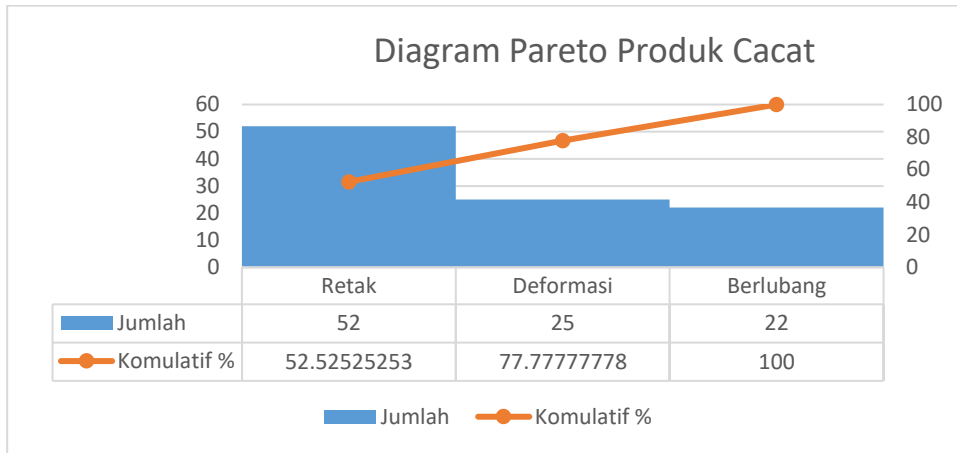 Diagram Pareto Produk Cacat
60 100
50 80
40 60
30
20 40
10 20
0 0
Retak Deformasi Berlubang
Jumlah 52 25 22
Komulatif % 52.52525253 77.77777778 100
Jumlah Komulatif %